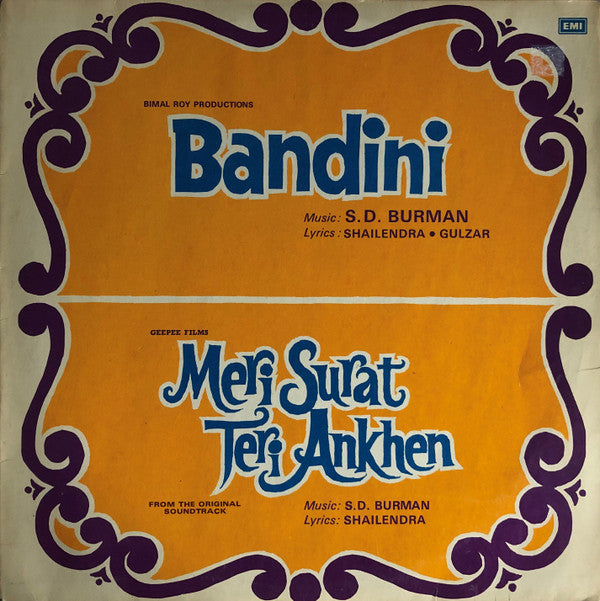 EMI
BIMAL ROY PRODUCTIONS
Bandini
Music: S.D. BURMAN
Lyrics: SHAILENDRA • GULZAR
GEEPEE FILMS
Meri Surat
Teri Ankhen
FROM THE ORIGINAL
SOUNDTRACK
Music: S.D. BURMAN
Lyrics: SHAILENDRA